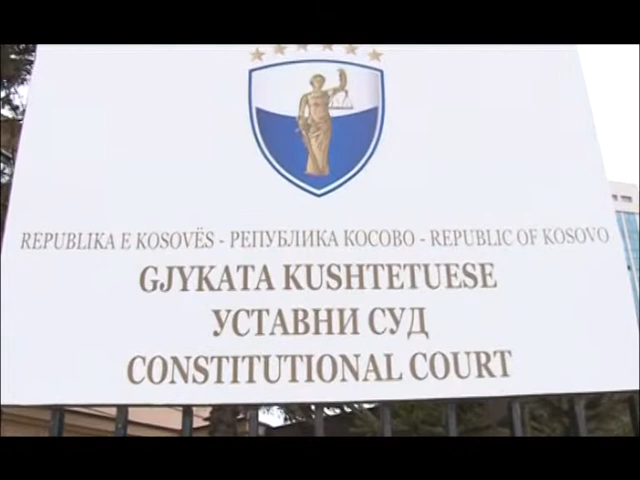 REPUBLIKA E KOSOVËS - РЕПУБЛИКА КОСОВО - REPUBLIC OF KOSOVO
GJYKATA KUSHTETUESE
УСТАВНИ СУД
CONSTITUTIONAL COURT